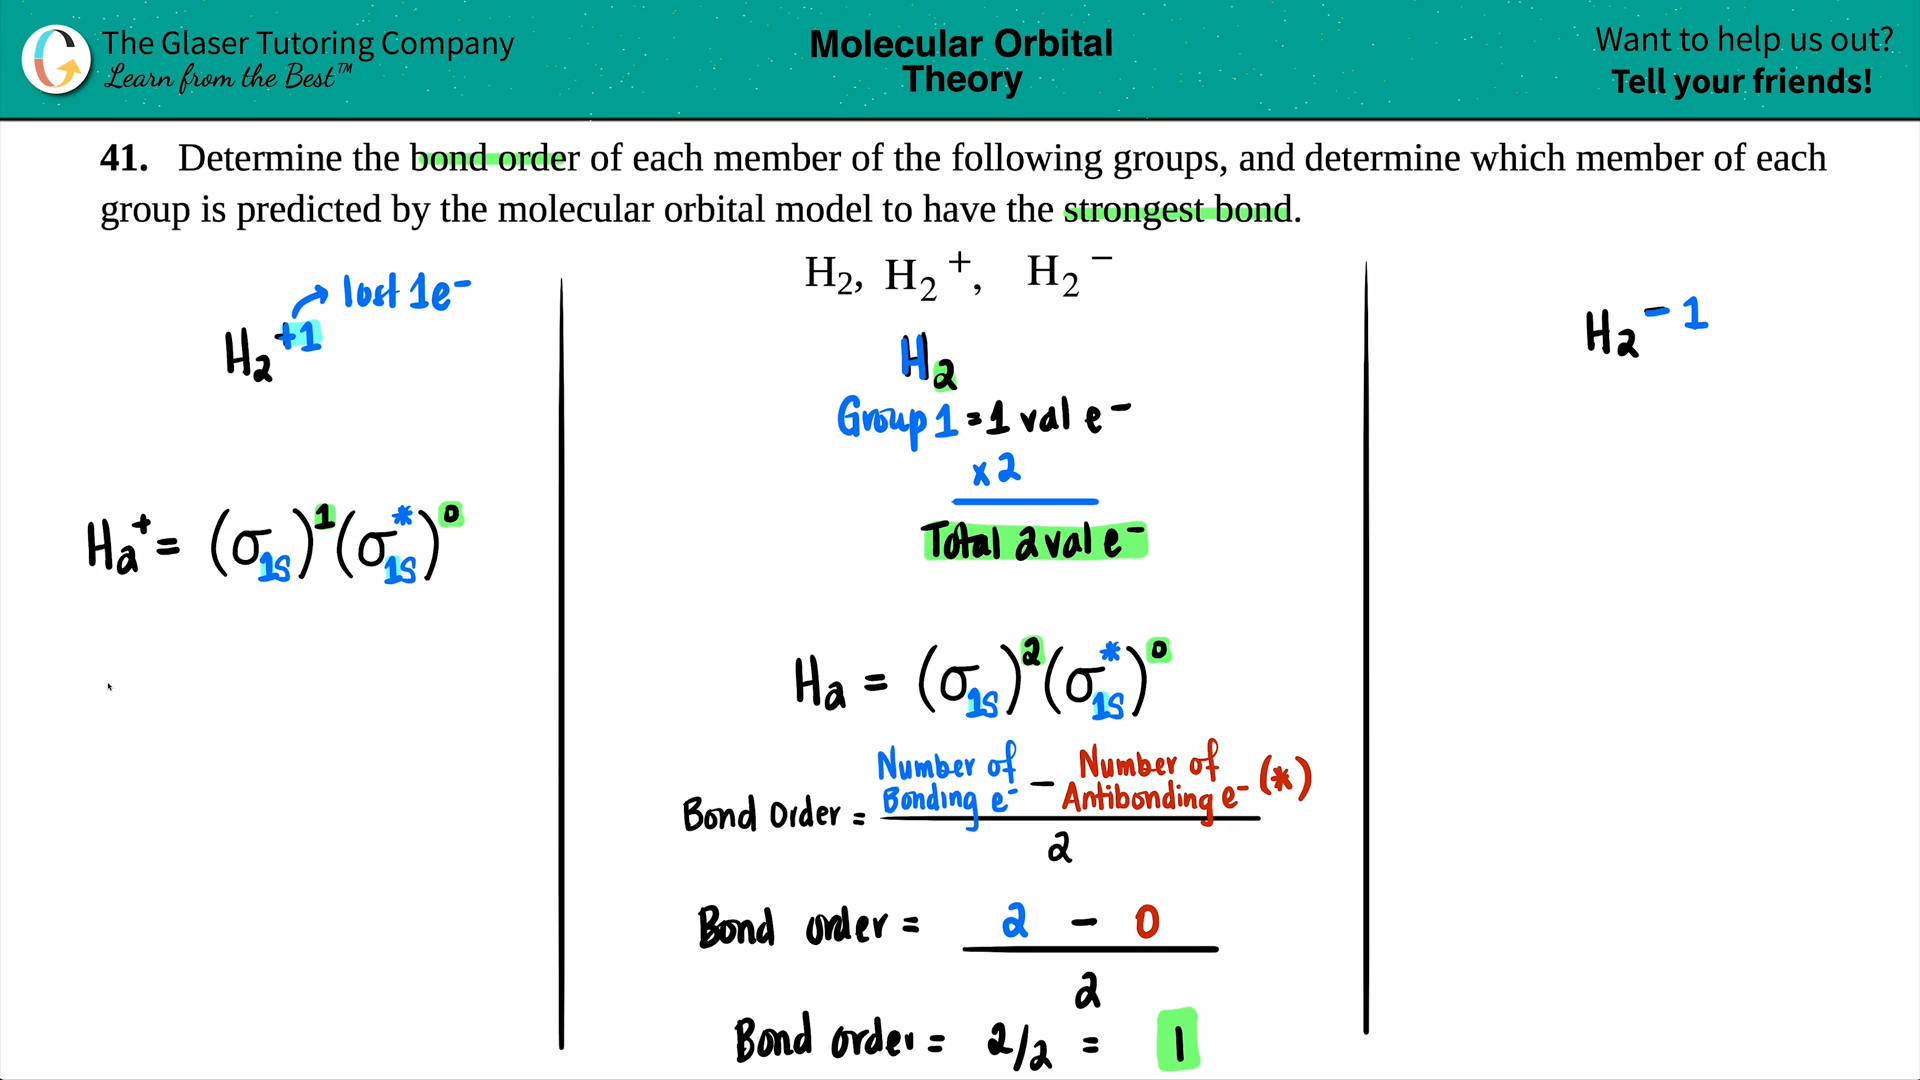 The Glaser Tutoring Company
Learn from the Best™
Molecular Orbital
Theory
Want to help us out?
Tell your friends!
41. Determine the bond order of each member of the following groups, and determine which member of each
group is predicted by the molecular orbital model to have the strongest bond.
H₂, H₂⁺, H₂⁻
lost 1e⁻
H₂⁺¹
H₂⁺ = (σ₁ₛ)¹(σ₁ₛ*)⁰
H₂
Group 1 = 1 val e⁻
x 2
Total 2 val e⁻
H₂ = (σ₁ₛ)²(σ₁ₛ*)⁰
Bond Order = Number of Bonding e⁻ − Number of Antibonding e⁻ (*)
2
Bond order = 2 − 0
2
Bond order = 2/2 = 1
H₂⁻¹